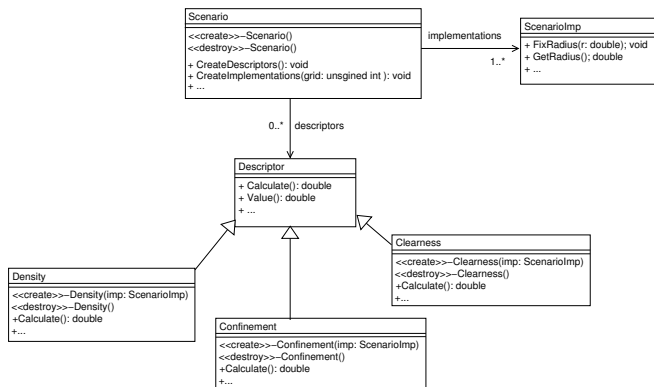 Scenario
<<create>>–Scenario()
<<destroy>>–Scenario()
+ CreateDescriptors(): void
+ CreateImplementations(grid: unsgined int ): void
+ ...
implementations
1..*
ScenarioImp
+ FixRadius(r: double); void
+ GetRadius(); double
+ ...
0..* descriptors
Descriptor
+ Calculate(): double
+ Value(): double
+ ...
Clearness
<<create>>–Clearness(imp: ScenarioImp)
<<destroy>>–Clearness()
+Calculate(): double
+...
Density
<<create>>–Density(imp: ScenarioImp)
<<destroy>>–Density()
+Calculate(): double
+...
Confinement
<<create>>–Confinement(imp: ScenarioImp)
<<destroy>>–Confinement()
+Calculate(): double
+...